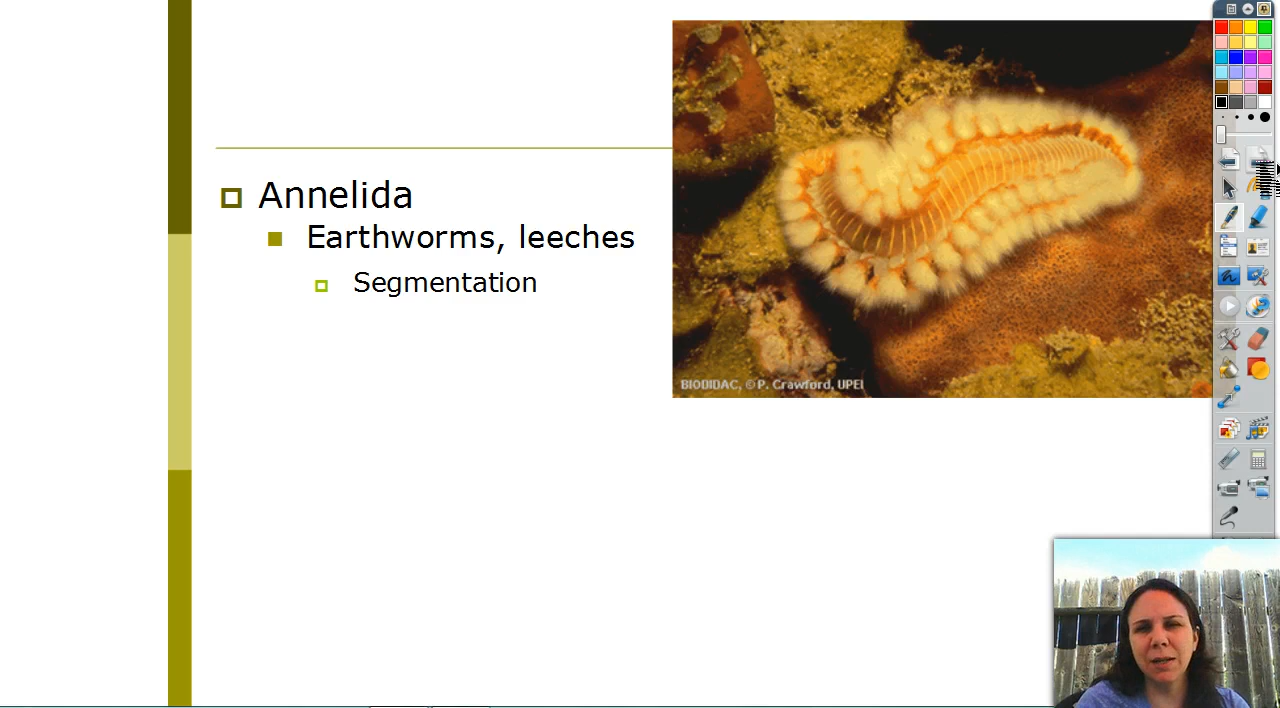 Annelida
Earthworms, leeches
Segmentation
BIODIDAC, © P. Crawford, UPEI